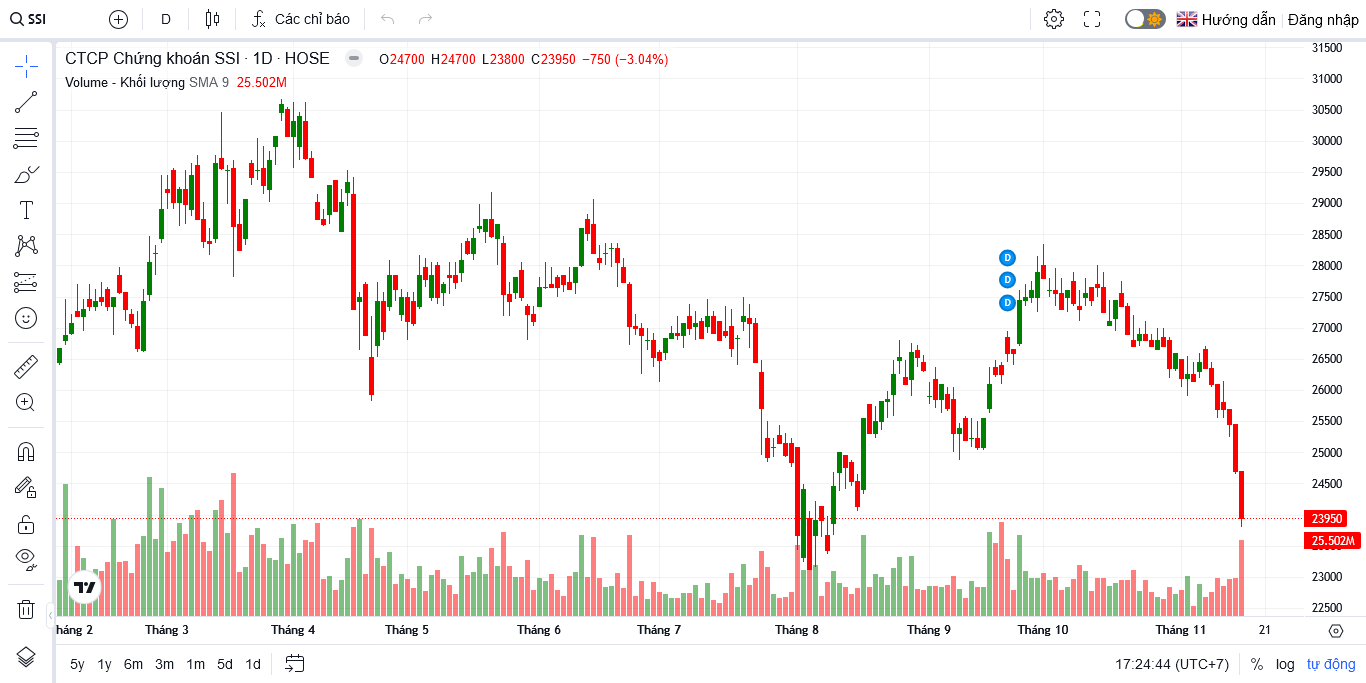 SSI D Các chỉ báo Hướng dẫn Đăng nhập
CTCP Chứng khoán SSI · 1D · HOSE O24700 H24700 L23800 C23950 −750 (−3.04%)
Volume - Khối lượng SMA 9 25.502M
31500
31000
30500
30000
29500
29000
28500
28000
27500
27000
26500
26000
25500
25000
24500
23950
25.502M
23000
22500
D
D
D
háng 2 Tháng 3 Tháng 4 Tháng 5 Tháng 6 Tháng 7 Tháng 8 Tháng 9 Tháng 10 Tháng 11 21
5y 1y 6m 3m 1m 5d 1d 17:24:44 (UTC+7) % log tự động